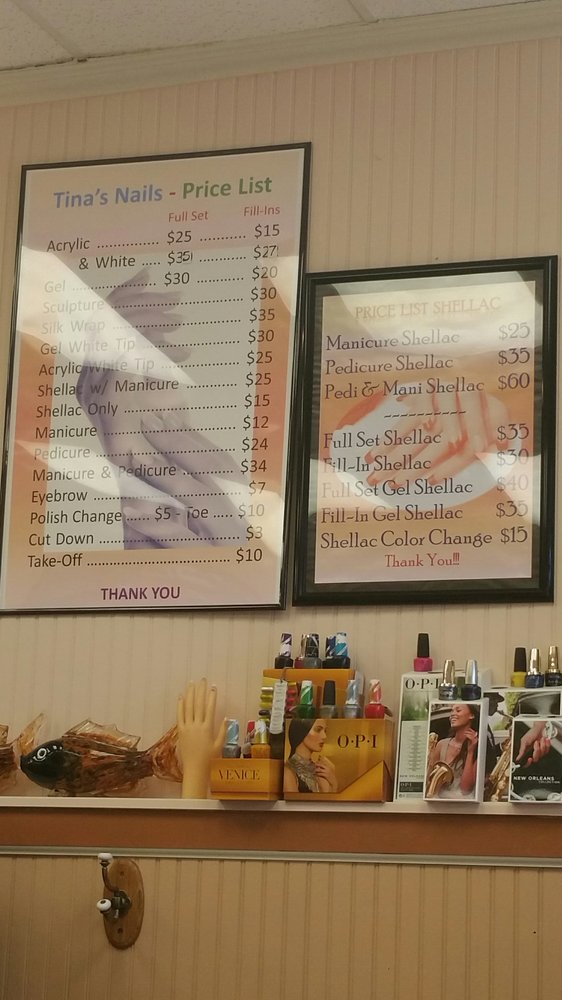 Tina's Nails - Price List
Full Set Fill-Ins
Acrylic ............... $25 ........... $15
& White ..... $35 ........... $27
Gel ..................... $30 ........... $20
Sculpture ................................. $30
Silk Wrap ................................. $35
Gel White Tip ........................... $30
Acrylic White Tip ...................... $25
Shellac w/ Manicure ................ $25
Shellac Only ............................. $15
Manicure .................................. $12
Pedicure ................................... $24
Manicure & Pedicure ............... $34
Eyebrow .................................... $7
Polish Change ...... $5 - Toe .... $10
Cut Down ................................. $3
Take-Off .................................... $10
THANK YOU
PRICE LIST SHELLAC
Manicure Shellac $25
Pedicure Shellac $35
Pedi & Mani Shellac $60
----------
Full Set Shellac $35
Fill-In Shellac $30
Full Set Gel Shellac $40
Fill-In Gel Shellac $35
Shellac Color Change $15
Thank You!!!
VENICE
O·P·I
O·P·I
NEW ORLEANS